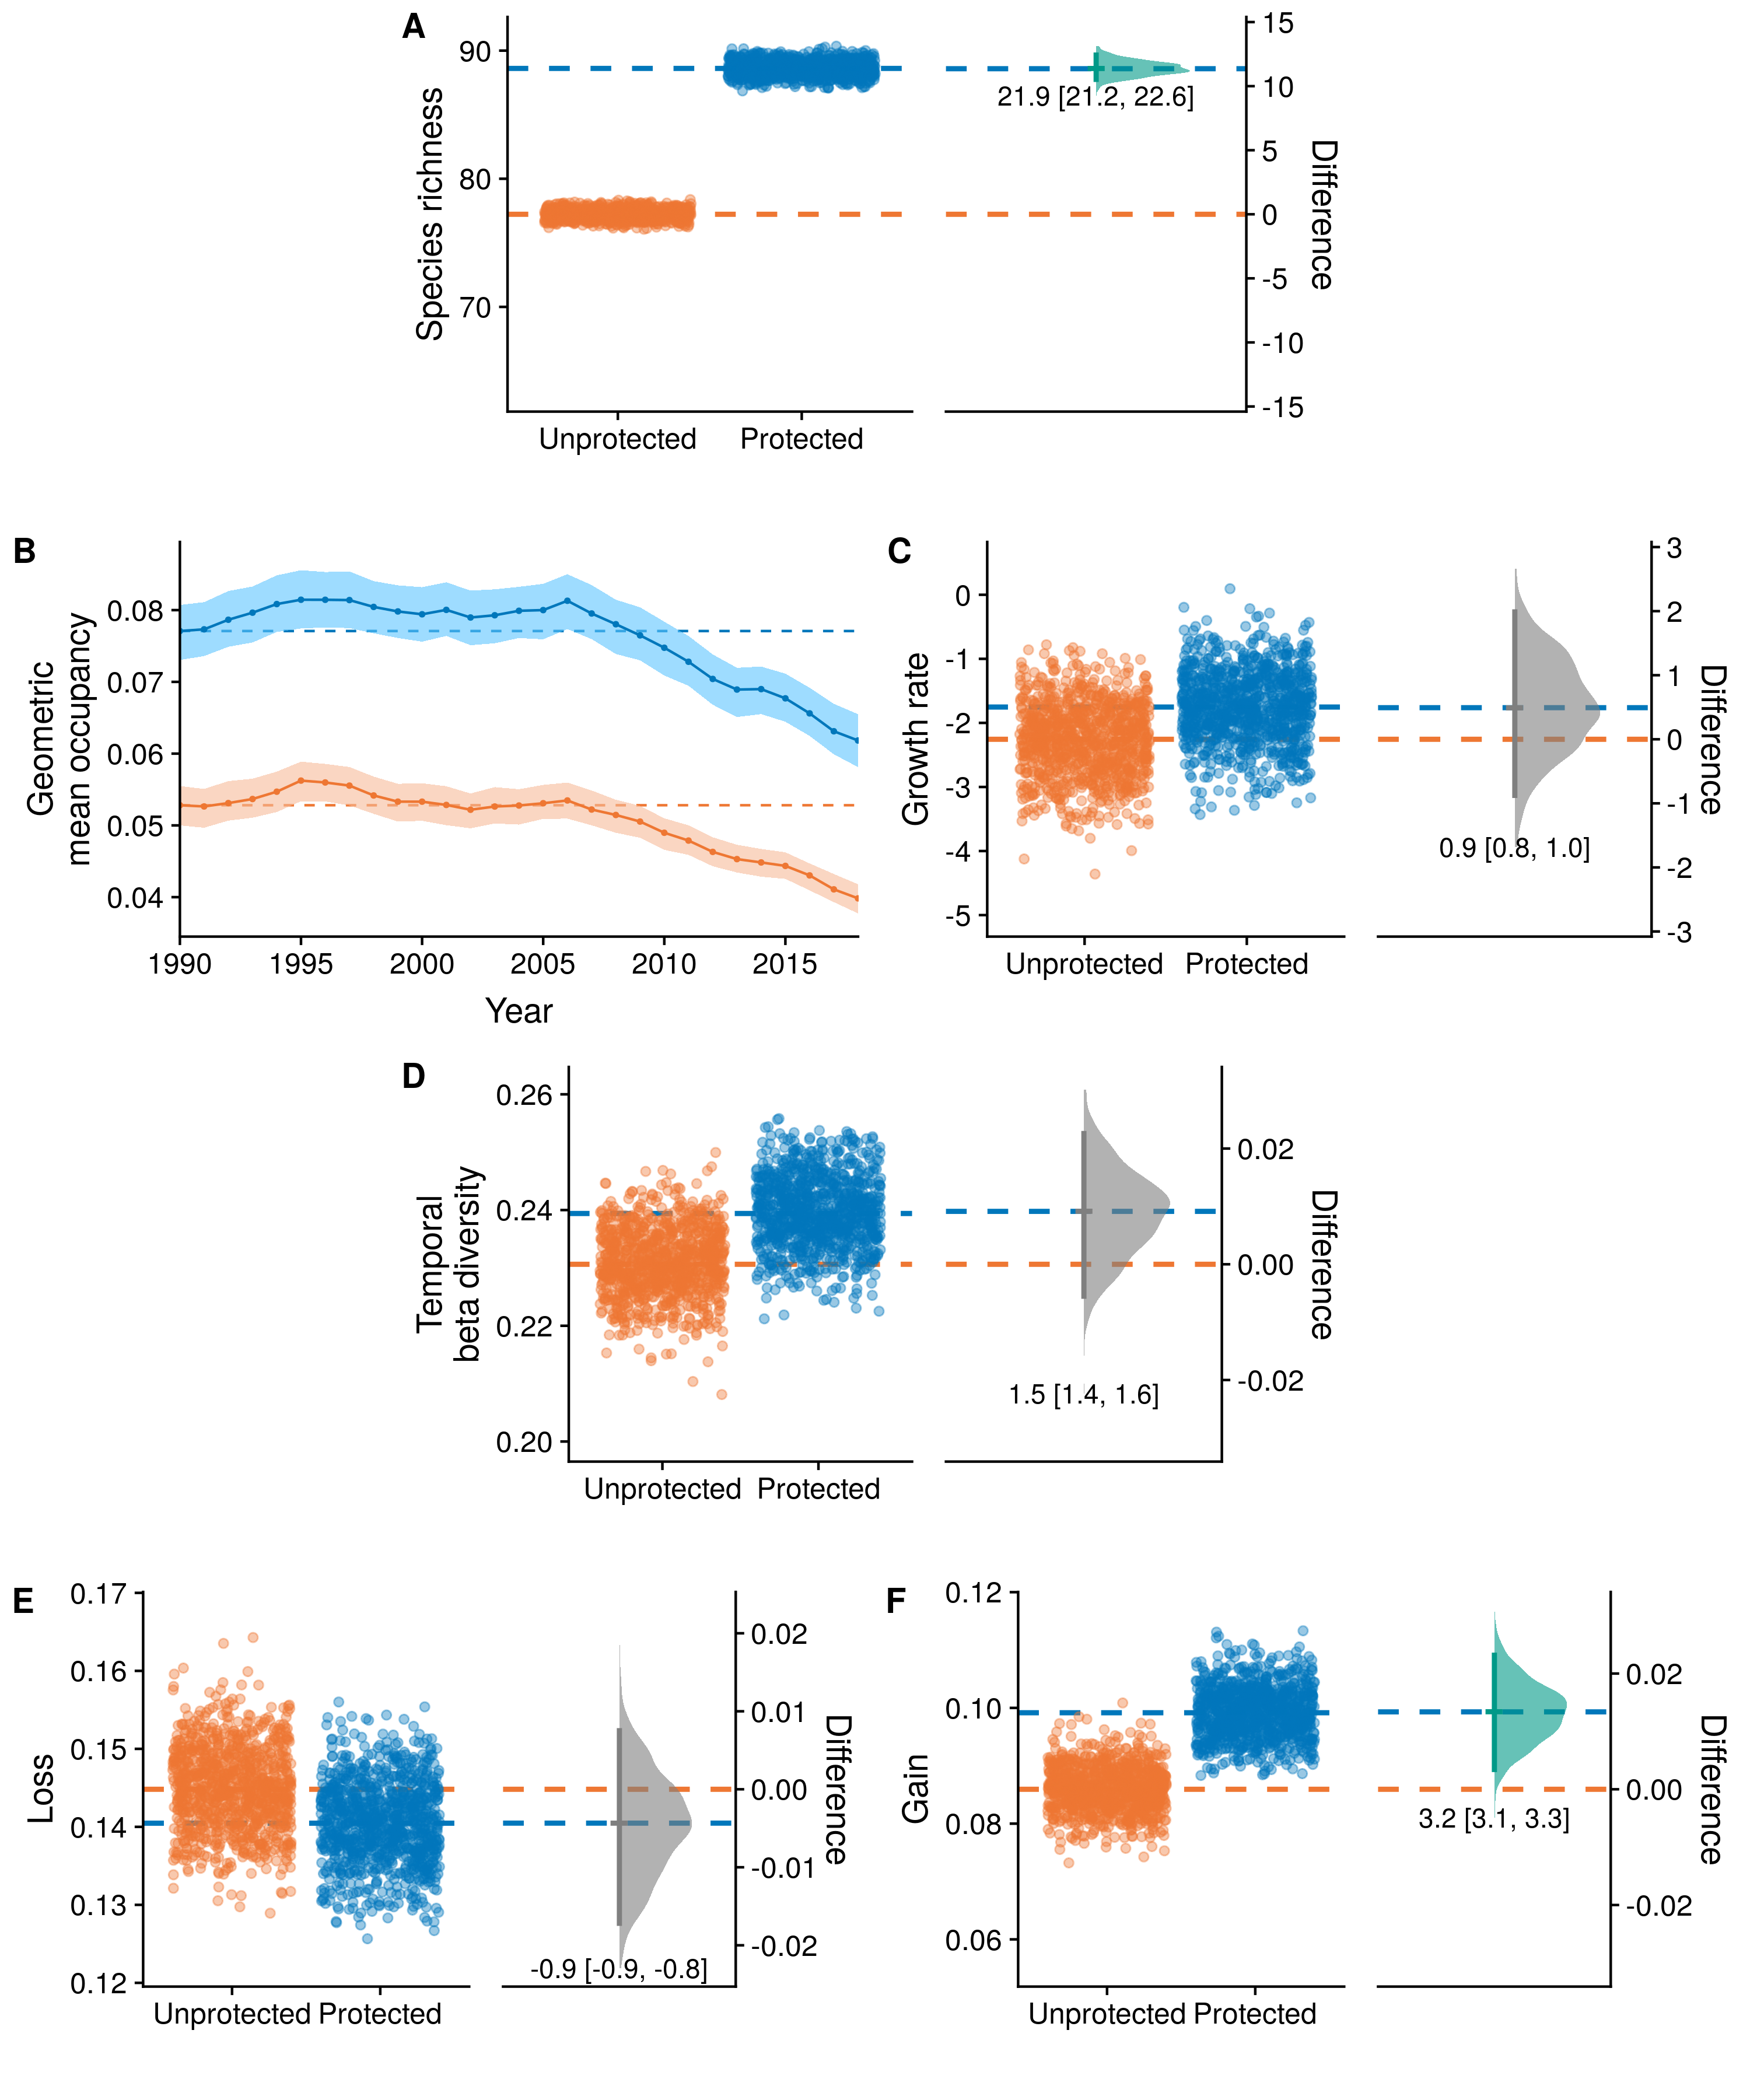 A
Species richness
90
80
70
Unprotected Protected
21.9 [21.2, 22.6]
15
10
5
0
-5
-10
-15
Difference
B
Geometric
mean occupancy
0.08
0.07
0.06
0.05
0.04
1990 1995 2000 2005 2010 2015
Year
C
Growth rate
0
-1
-2
-3
-4
-5
Unprotected Protected
0.9 [0.8, 1.0]
3
2
1
0
-1
-2
-3
Difference
D
Temporal
beta diversity
0.26
0.24
0.22
0.20
Unprotected Protected
1.5 [1.4, 1.6]
0.02
0.00
-0.02
Difference
E
Loss
0.17
0.16
0.15
0.14
0.13
0.12
Unprotected Protected
-0.9 [-0.9, -0.8]
0.02
0.01
0.00
-0.01
-0.02
Difference
F
Gain
0.12
0.10
0.08
0.06
Unprotected Protected
3.2 [3.1, 3.3]
0.02
0.00
-0.02
Difference